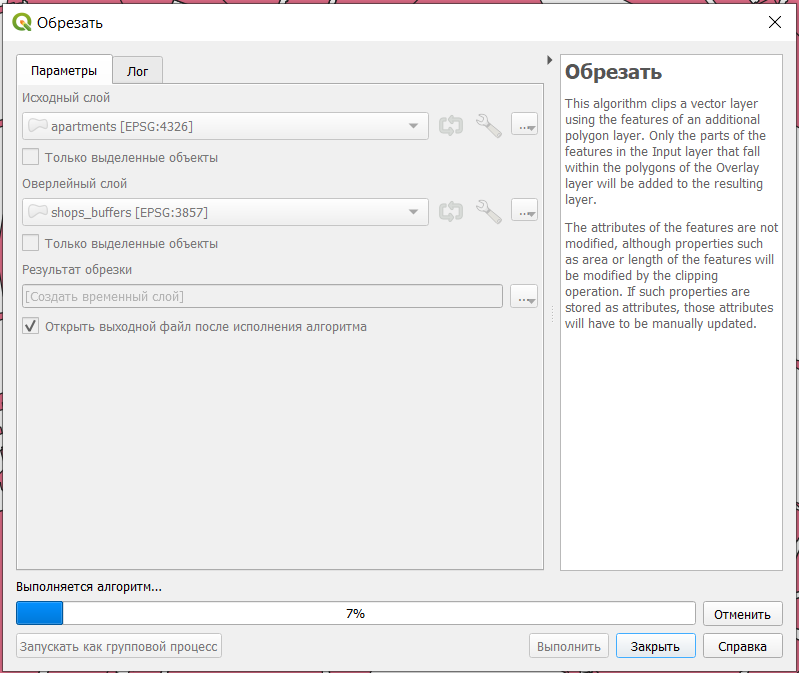 Обрезать
Параметры
Лог
Исходный слой
apartments [EPSG:4326]
...
Только выделенные объекты
Оверлейный слой
shops_buffers [EPSG:3857]
...
Только выделенные объекты
Результат обрезки
[Создать временный слой]
...
Открыть выходной файл после исполнения алгоритма
Обрезать
This algorithm clips a vector layer
using the features of an additional
polygon layer. Only the parts of the
features in the Input layer that fall
within the polygons of the Overlay
layer will be added to the resulting
layer.
The attributes of the features are not
modified, although properties such
as area or length of the features will
be modified by the clipping
operation. If such properties are
stored as attributes, those attributes
will have to be manually updated.
Выполняется алгоритм...
7%
Отменить
Запускать как групповой процесс
Выполнить
Закрыть
Справка